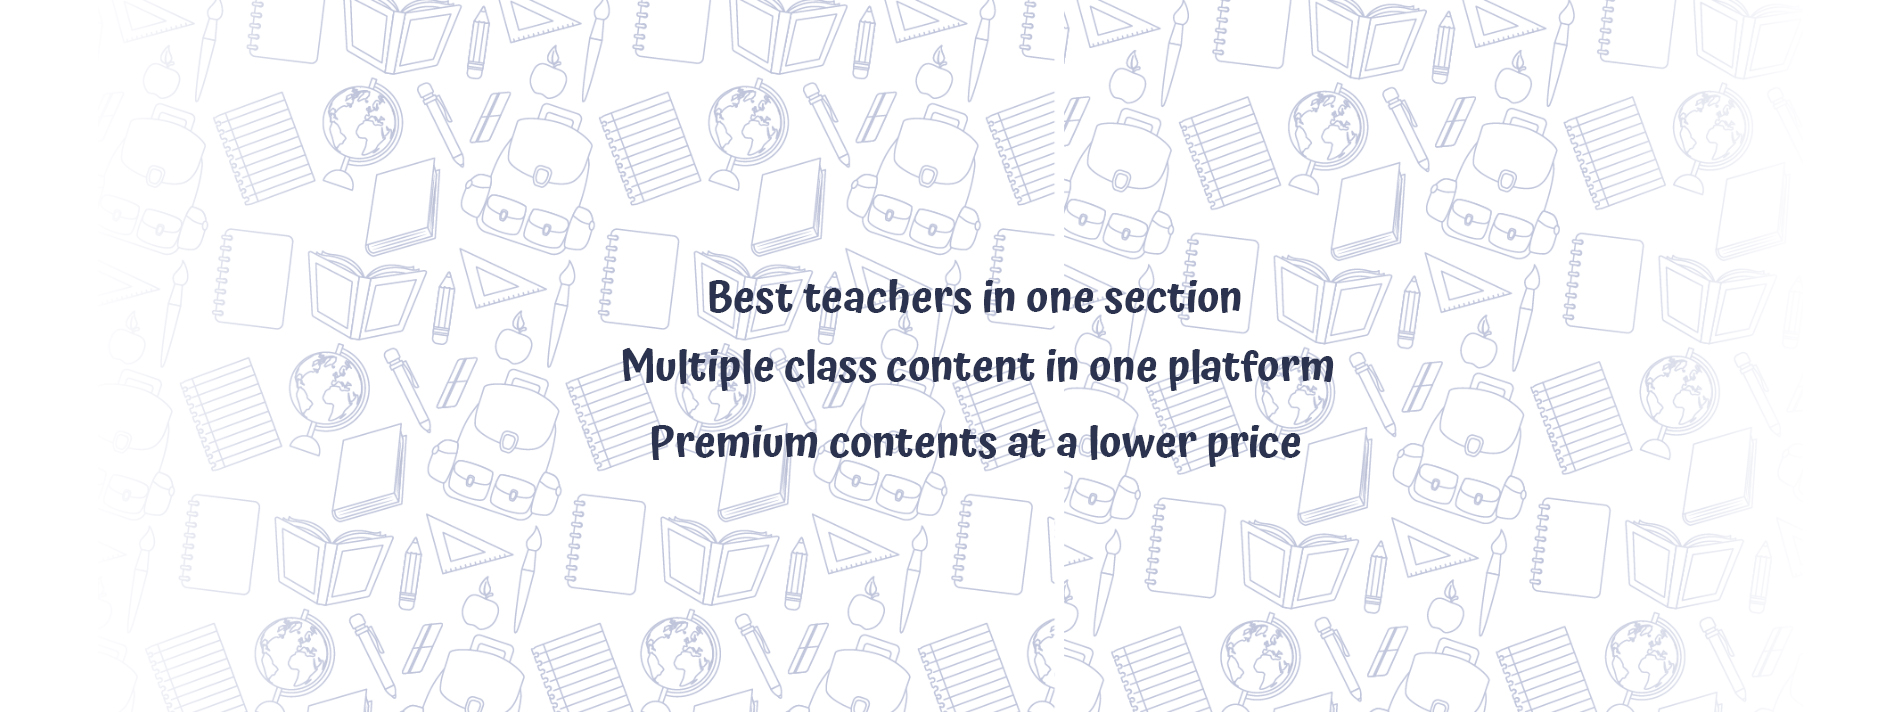 Best teachers in one section
Multiple class content in one platform
Premium contents at a lower price